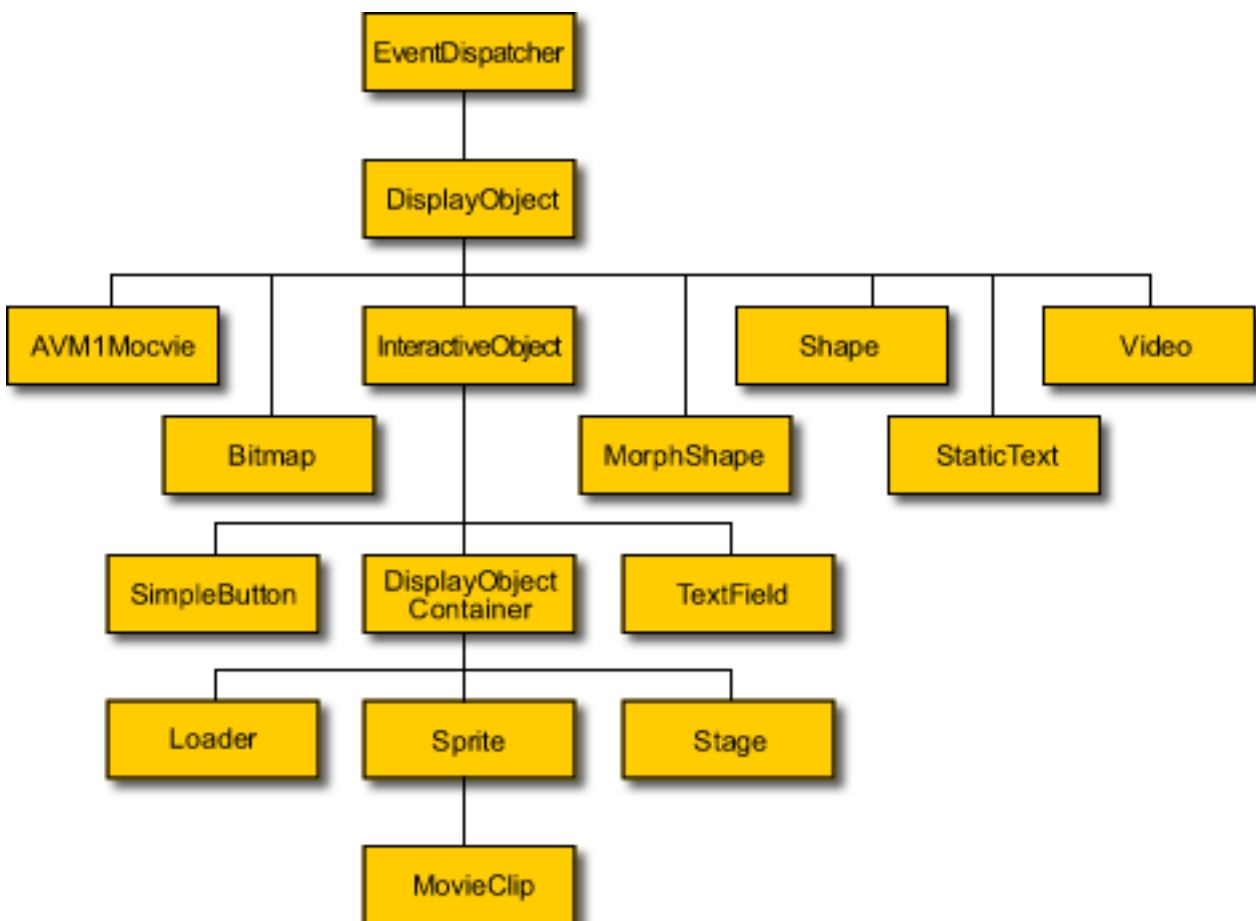 EventDispatcher
DisplayObject
AVM1Mocvie
InteractiveObject
Shape
Video
Bitmap
MorphShape
StaticText
SimpleButton
DisplayObject
Container
TextField
Loader
Sprite
Stage
MovieClip